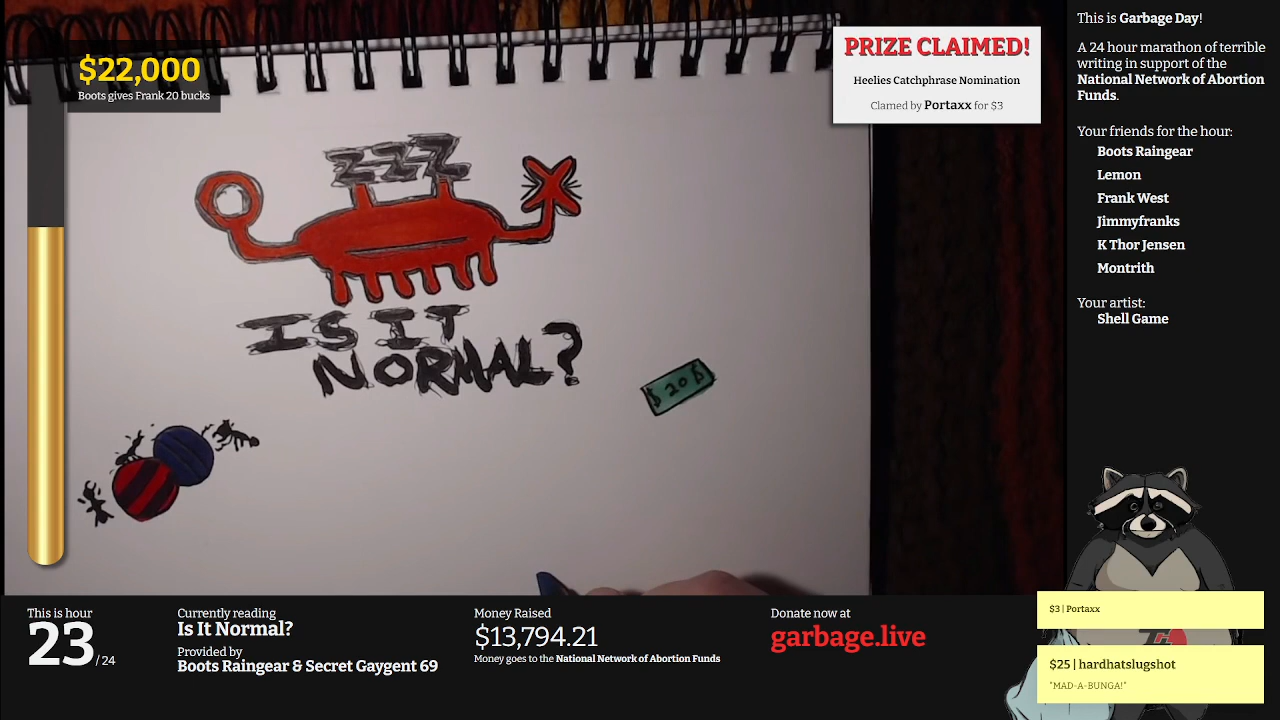 $22,000
Boots gives Frank 20 bucks
PRIZE CLAIMED!
Heelies Catchphrase Nomination
Clamed by Portaxx for $3
This is Garbage Day!
A 24 hour marathon of terrible
writing in support of the
National Network of Abortion
Funds.
Your friends for the hour:
Boots Raingear
Lemon
Frank West
Jimmyfranks
K Thor Jensen
Montrith
Your artist:
Shell Game
ZZZ
IS IT
NORMAL?
$ 20 $
This is hour
23 / 24
Currently reading
Is It Normal?
Provided by
Boots Raingear & Secret Gaygent 69
Money Raised
$13,794.21
Money goes to the National Network of Abortion Funds
Donate now at
garbage.live
$3 | Portaxx
$25 | hardhatslugshot
"MAD-A-BUNGA!"